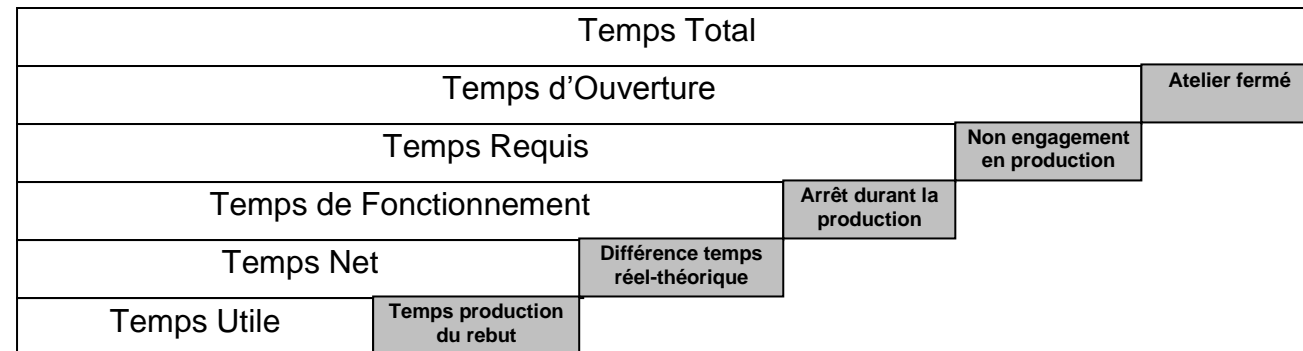 Temps Total
Temps d’Ouverture
Atelier fermé
Temps Requis
Non engagement
en production
Temps de Fonctionnement
Arrêt durant la
production
Temps Net
Différence temps
réel-théorique
Temps Utile
Temps production
du rebut